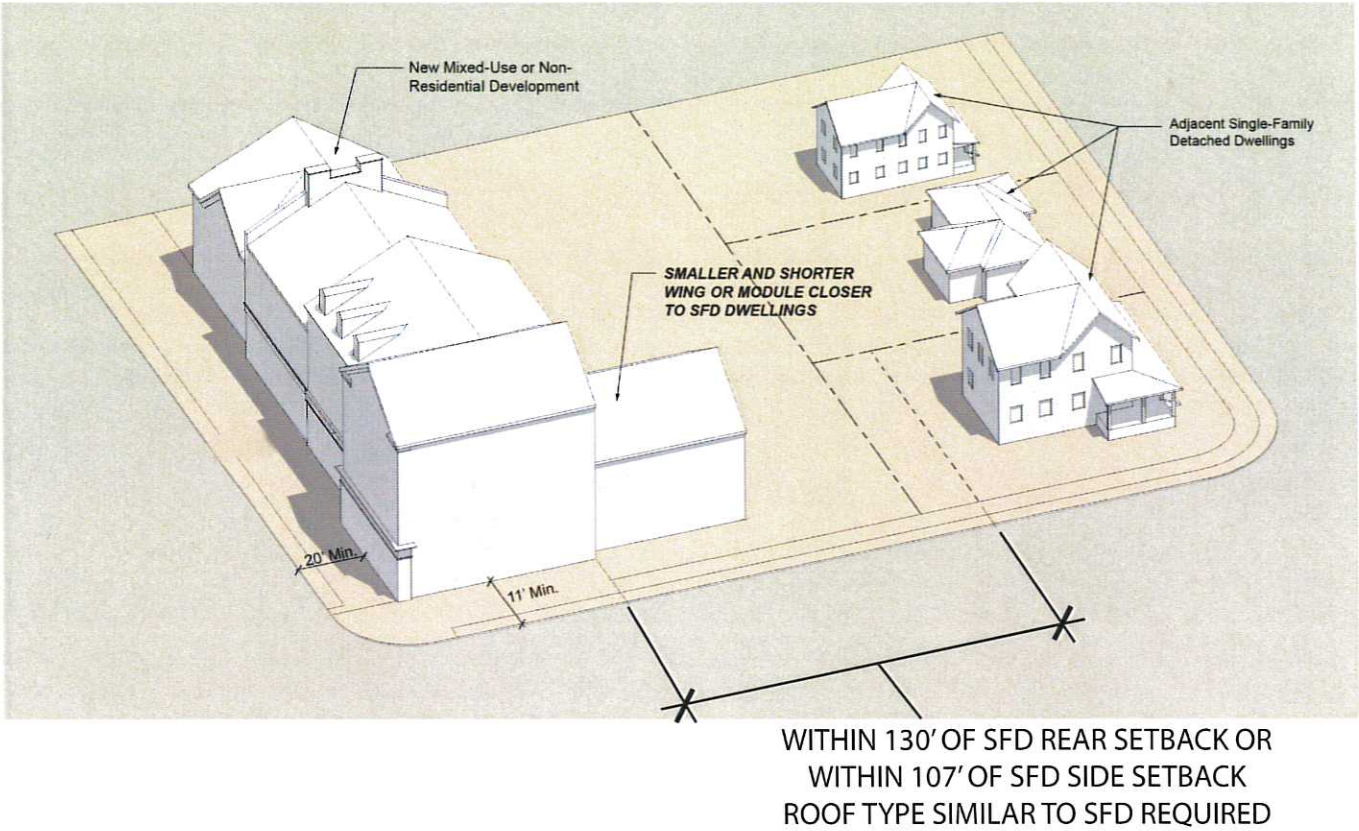 New Mixed-Use or Non-
Residential Development
Adjacent Single-Family
Detached Dwellings
SMALLER AND SHORTER
WING OR MODULE CLOSER
TO SFD DWELLINGS
20' Min.
11' Min.
WITHIN 130' OF SFD REAR SETBACK OR
WITHIN 107' OF SFD SIDE SETBACK
ROOF TYPE SIMILAR TO SFD REQUIRED